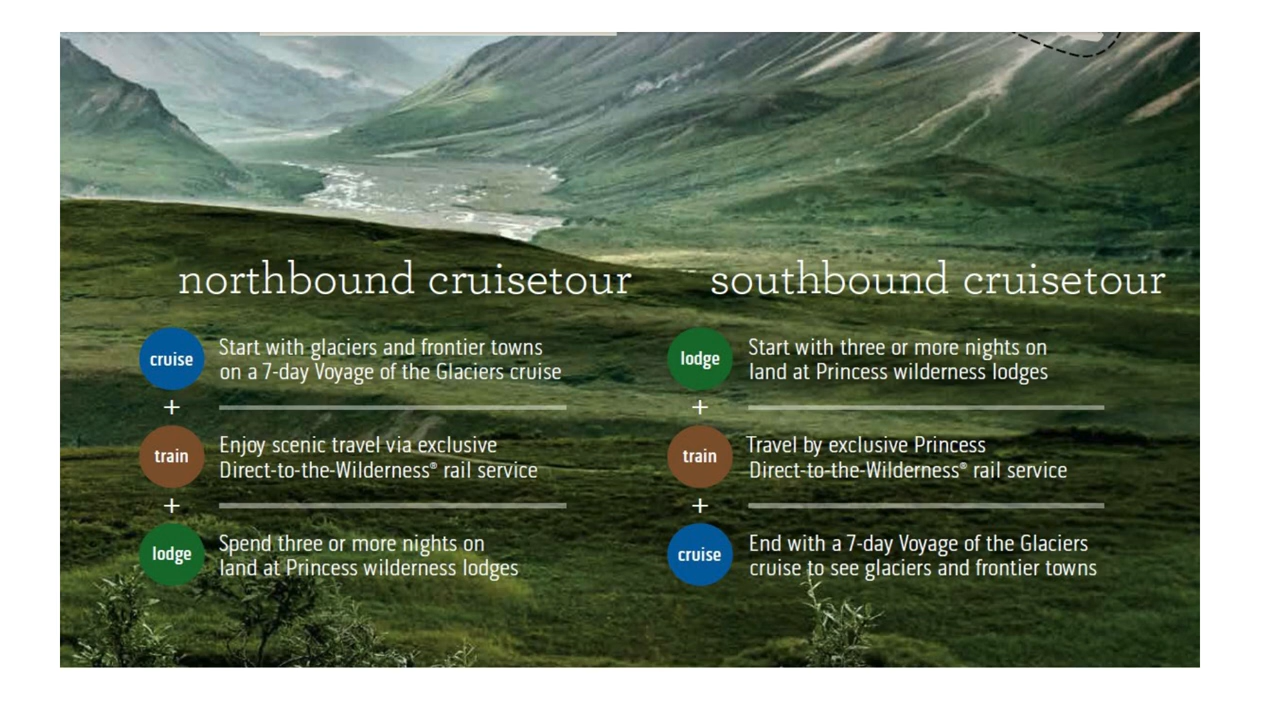 northbound cruisetour
cruise
Start with glaciers and frontier towns
on a 7-day Voyage of the Glaciers cruise
+
train
Enjoy scenic travel via exclusive
Direct-to-the-Wilderness® rail service
+
lodge
Spend three or more nights on
land at Princess wilderness lodges
southbound cruisetour
lodge
Start with three or more nights on
land at Princess wilderness lodges
+
train
Travel by exclusive Princess
Direct-to-the-Wilderness® rail service
+
cruise
End with a 7-day Voyage of the Glaciers
cruise to see glaciers and frontier towns